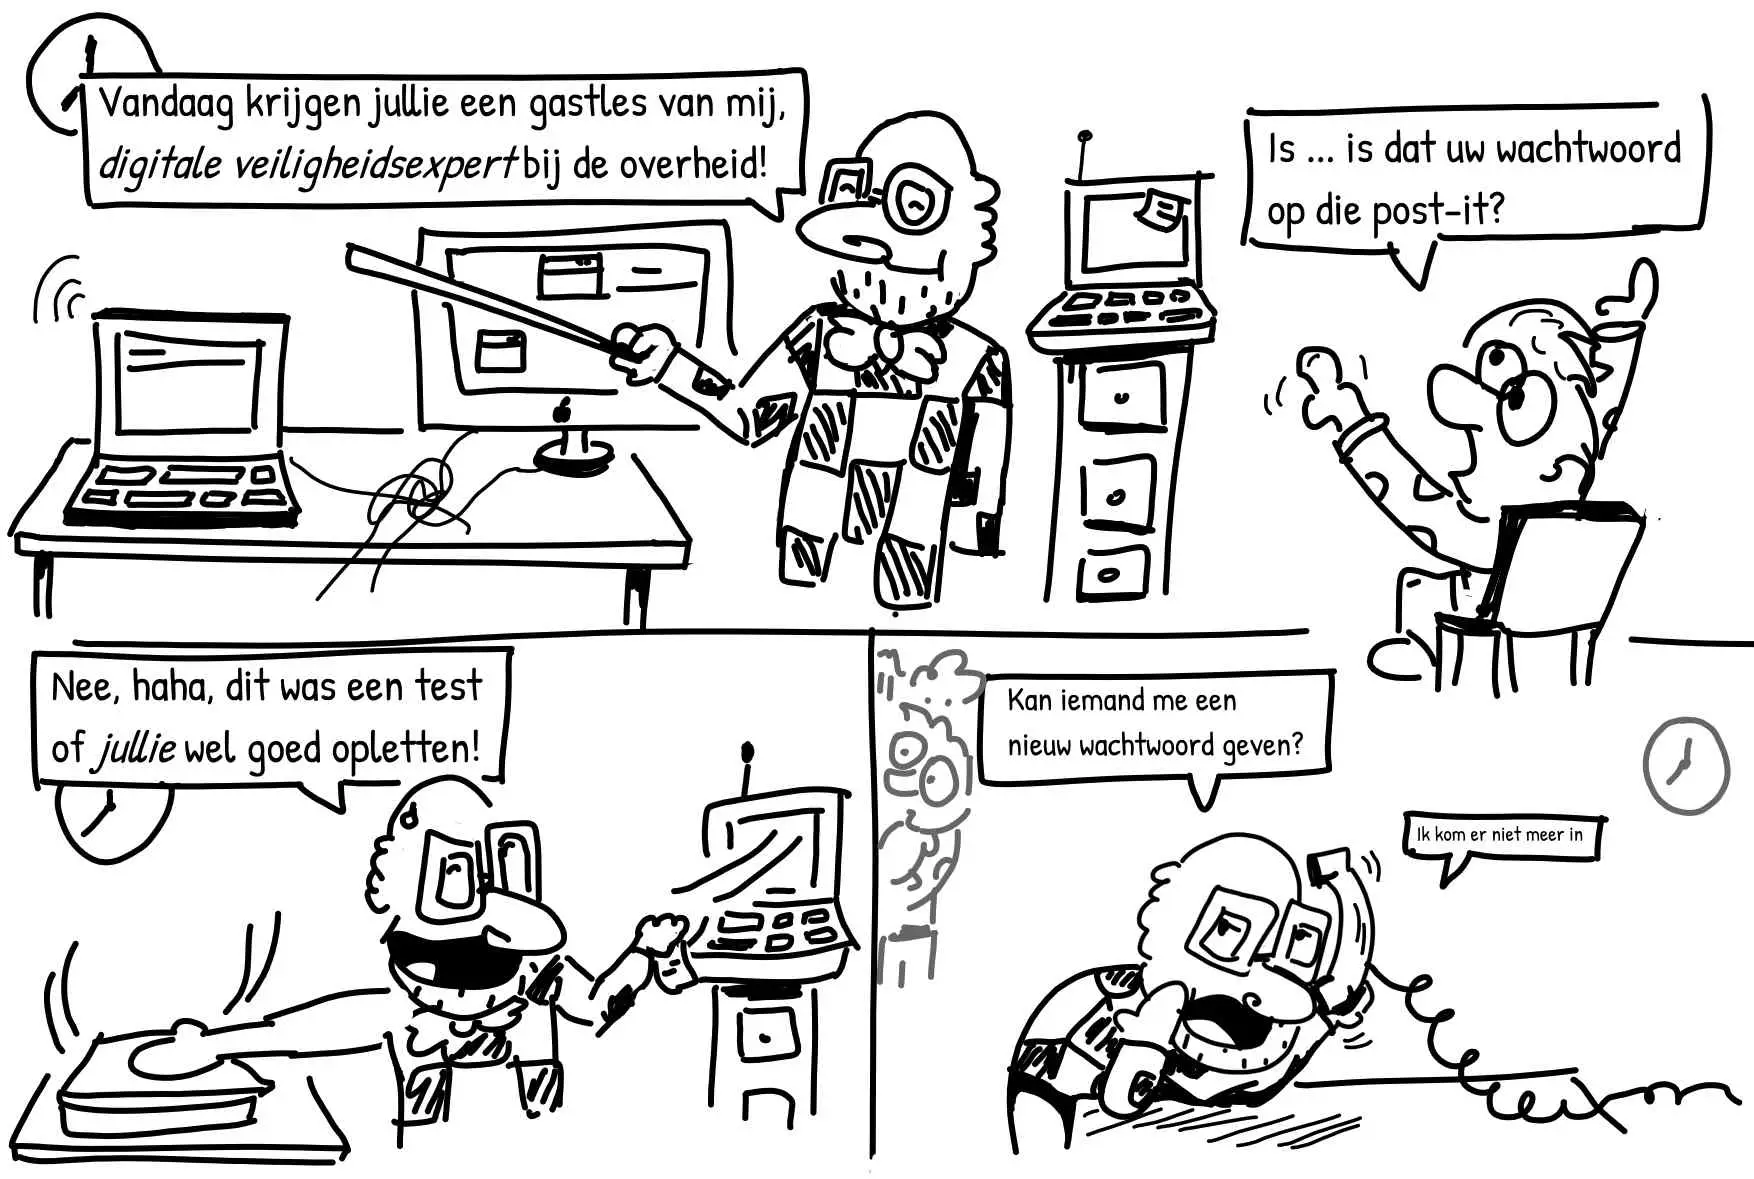 Vandaag krijgen jullie een gastles van mij,
digitale veiligheidsexpert bij de overheid!
Is ... is dat uw wachtwoord
op die post-it?
Nee, haha, dit was een test
of jullie wel goed opletten!
Kan iemand me een
nieuw wachtwoord geven?
Ik kom er niet meer in